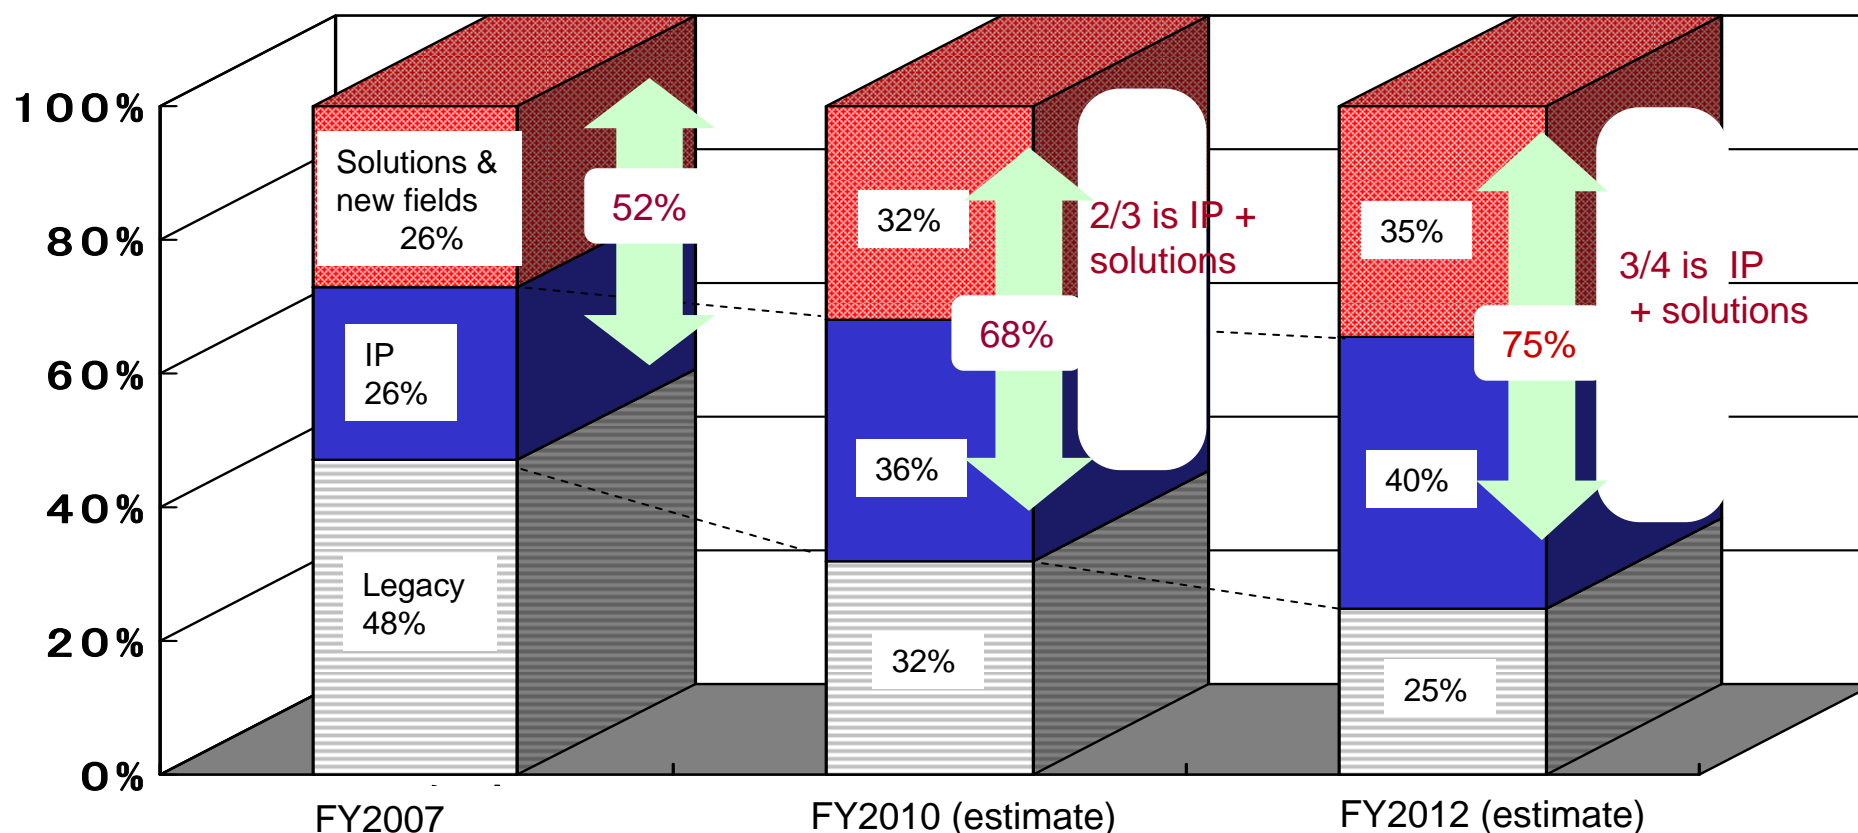 100%
80%
60%
40%
20%
0%
Solutions &
new fields
26%
IP
26%
Legacy
48%
52%
32%
36%
32%
68%
2/3 is IP +
solutions
35%
40%
25%
75%
3/4 is IP
+ solutions
FY2007
FY2010 (estimate)
FY2012 (estimate)